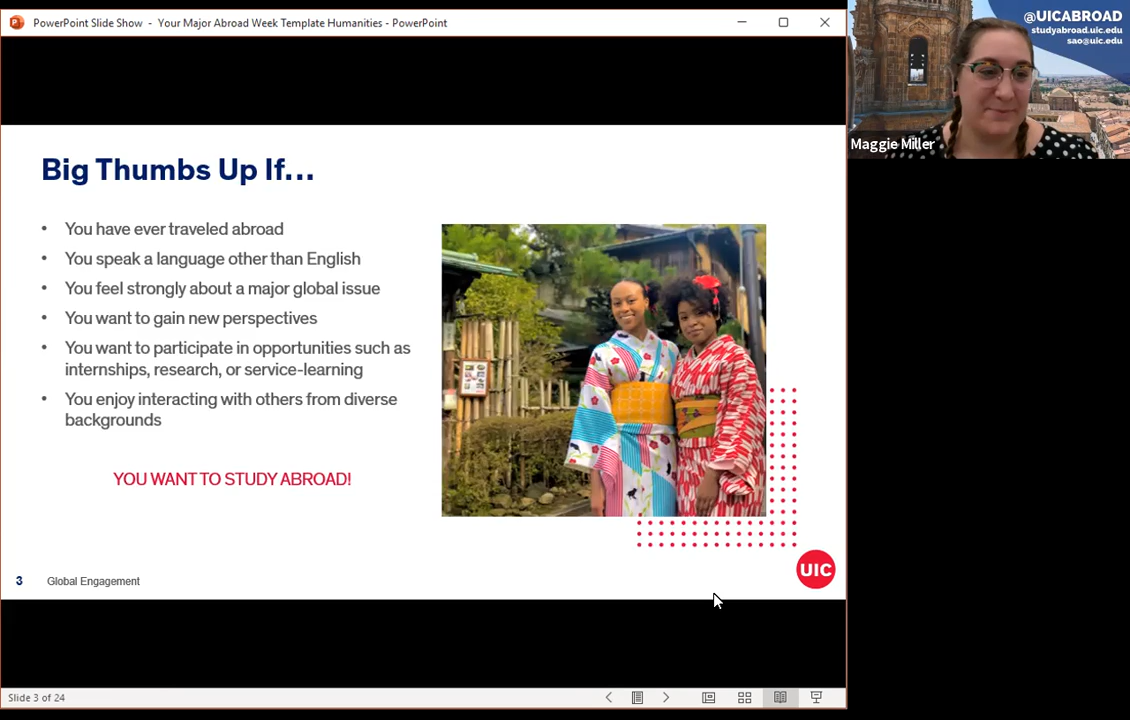 PowerPoint Slide Show - Your Major Abroad Week Template Humanities - PowerPoint
@UICABROAD
studyabroad.uic.edu
sao@uic.edu
Maggie Miller
Big Thumbs Up If...
• You have ever traveled abroad
• You speak a language other than English
• You feel strongly about a major global issue
• You want to gain new perspectives
• You want to participate in opportunities such as
internships, research, or service-learning
• You enjoy interacting with others from diverse
backgrounds
YOU WANT TO STUDY ABROAD!
3 Global Engagement
UIC
Slide 3 of 24